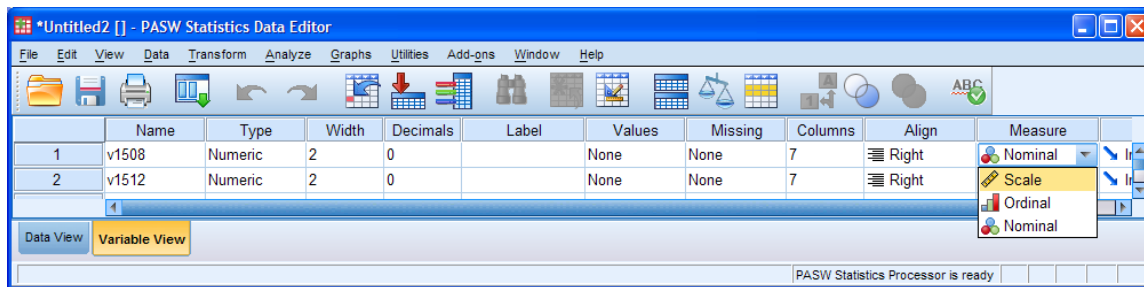 *Untitled2 [] - PASW Statistics Data Editor
File Edit View Data Transform Analyze Graphs Utilities Add-ons Window Help
Name Type Width Decimals Label Values Missing Columns Align Measure
1 v1508 Numeric 2 0 None None 7 Right Nominal
2 v1512 Numeric 2 0 None None 7 Right
Scale
Ordinal
Nominal
Data View Variable View
PASW Statistics Processor is ready